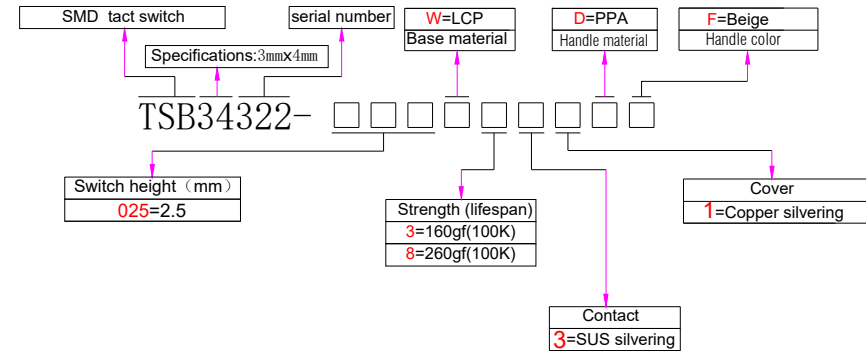 SMD tact switch
serial number
W=LCP
Base material
D=PPA
Handle material
F=Beige
Handle color
Specifications:3mmx4mm
TSB34322-
Switch height（mm）
025=2.5
Strength (lifespan)
3=160gf(100K)
8=260gf(100K)
Cover
1=Copper silvering
Contact
3=SUS silvering